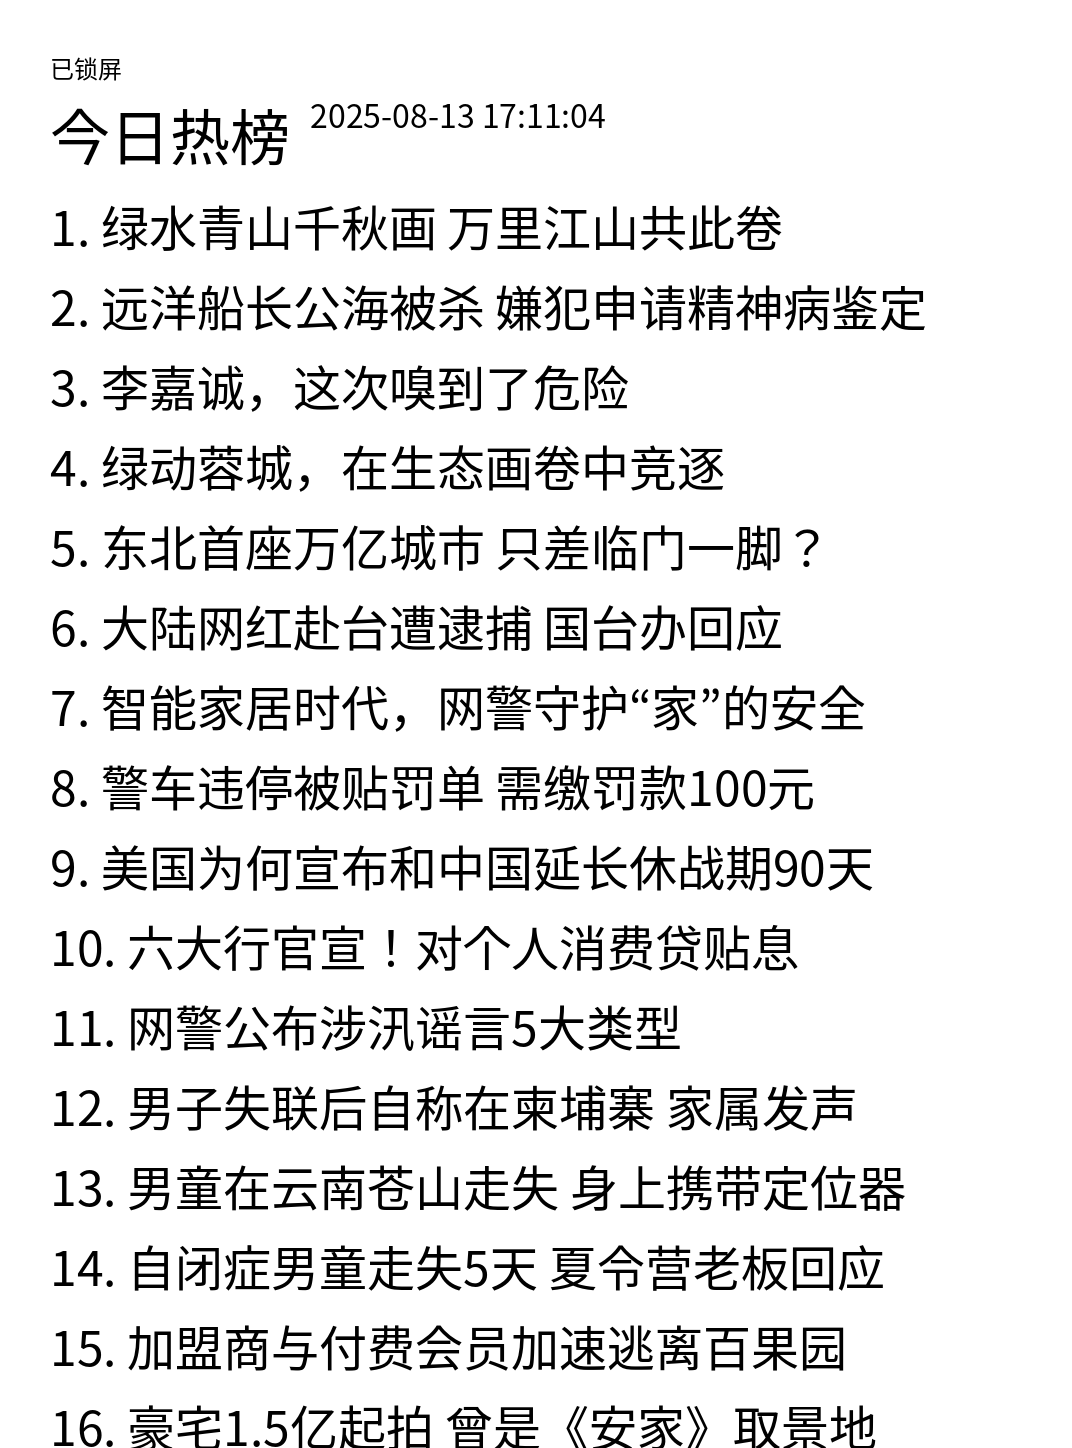 已锁屏
今日热榜 2025-08-13 17:11:04
1. 绿水青山千秋画 万里江山共此卷
2. 远洋船长公海被杀 嫌犯申请精神病鉴定
3. 李嘉诚，这次嗅到了危险
4. 绿动蓉城，在生态画卷中竞逐
5. 东北首座万亿城市 只差临门一脚？
6. 大陆网红赴台遭逮捕 国台办回应
7. 智能家居时代，网警守护“家”的安全
8. 警车违停被贴罚单 需缴罚款100元
9. 美国为何宣布和中国延长休战期90天
10. 六大行官宣！对个人消费贷贴息
11. 网警公布涉汛谣言5大类型
12. 男子失联后自称在柬埔寨 家属发声
13. 男童在云南苍山走失 身上携带定位器
14. 自闭症男童走失5天 夏令营老板回应
15. 加盟商与付费会员加速逃离百果园
16. 豪宅1.5亿起拍 曾是《安家》取景地